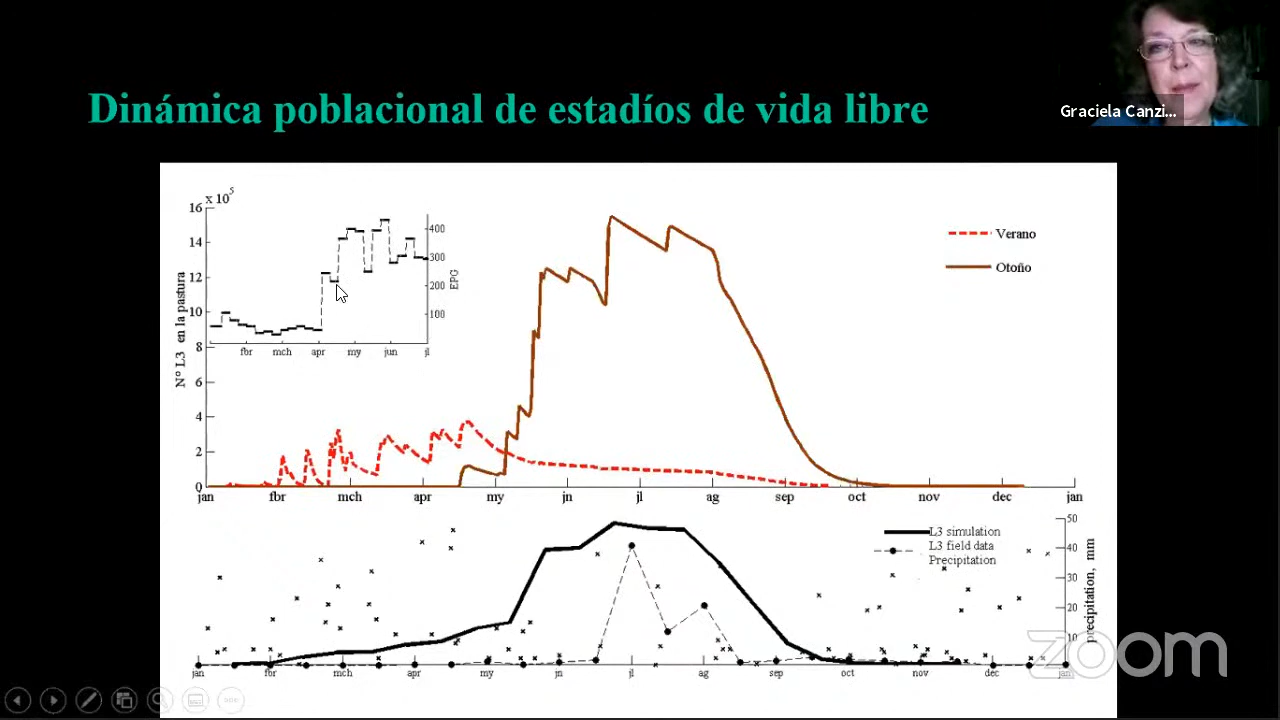 Graciela Canzi...
Dinámica poblacional de estadíos de vida libre
x 10⁵
16
14
12
10
8
6
4
2
0
Nº L3 en la pastura
400
300
200
100
EPG
fbr mch apr my jun jl
Verano
Otoño
jan fbr mch apr my jn jl ag sep oct nov dec jan
L3 simulation
L3 field data
Precipitation
50
40
30
20
10
precipitation, mm
jan fbr mch apr my jn jl ag sep oct nov dec jan
zoom